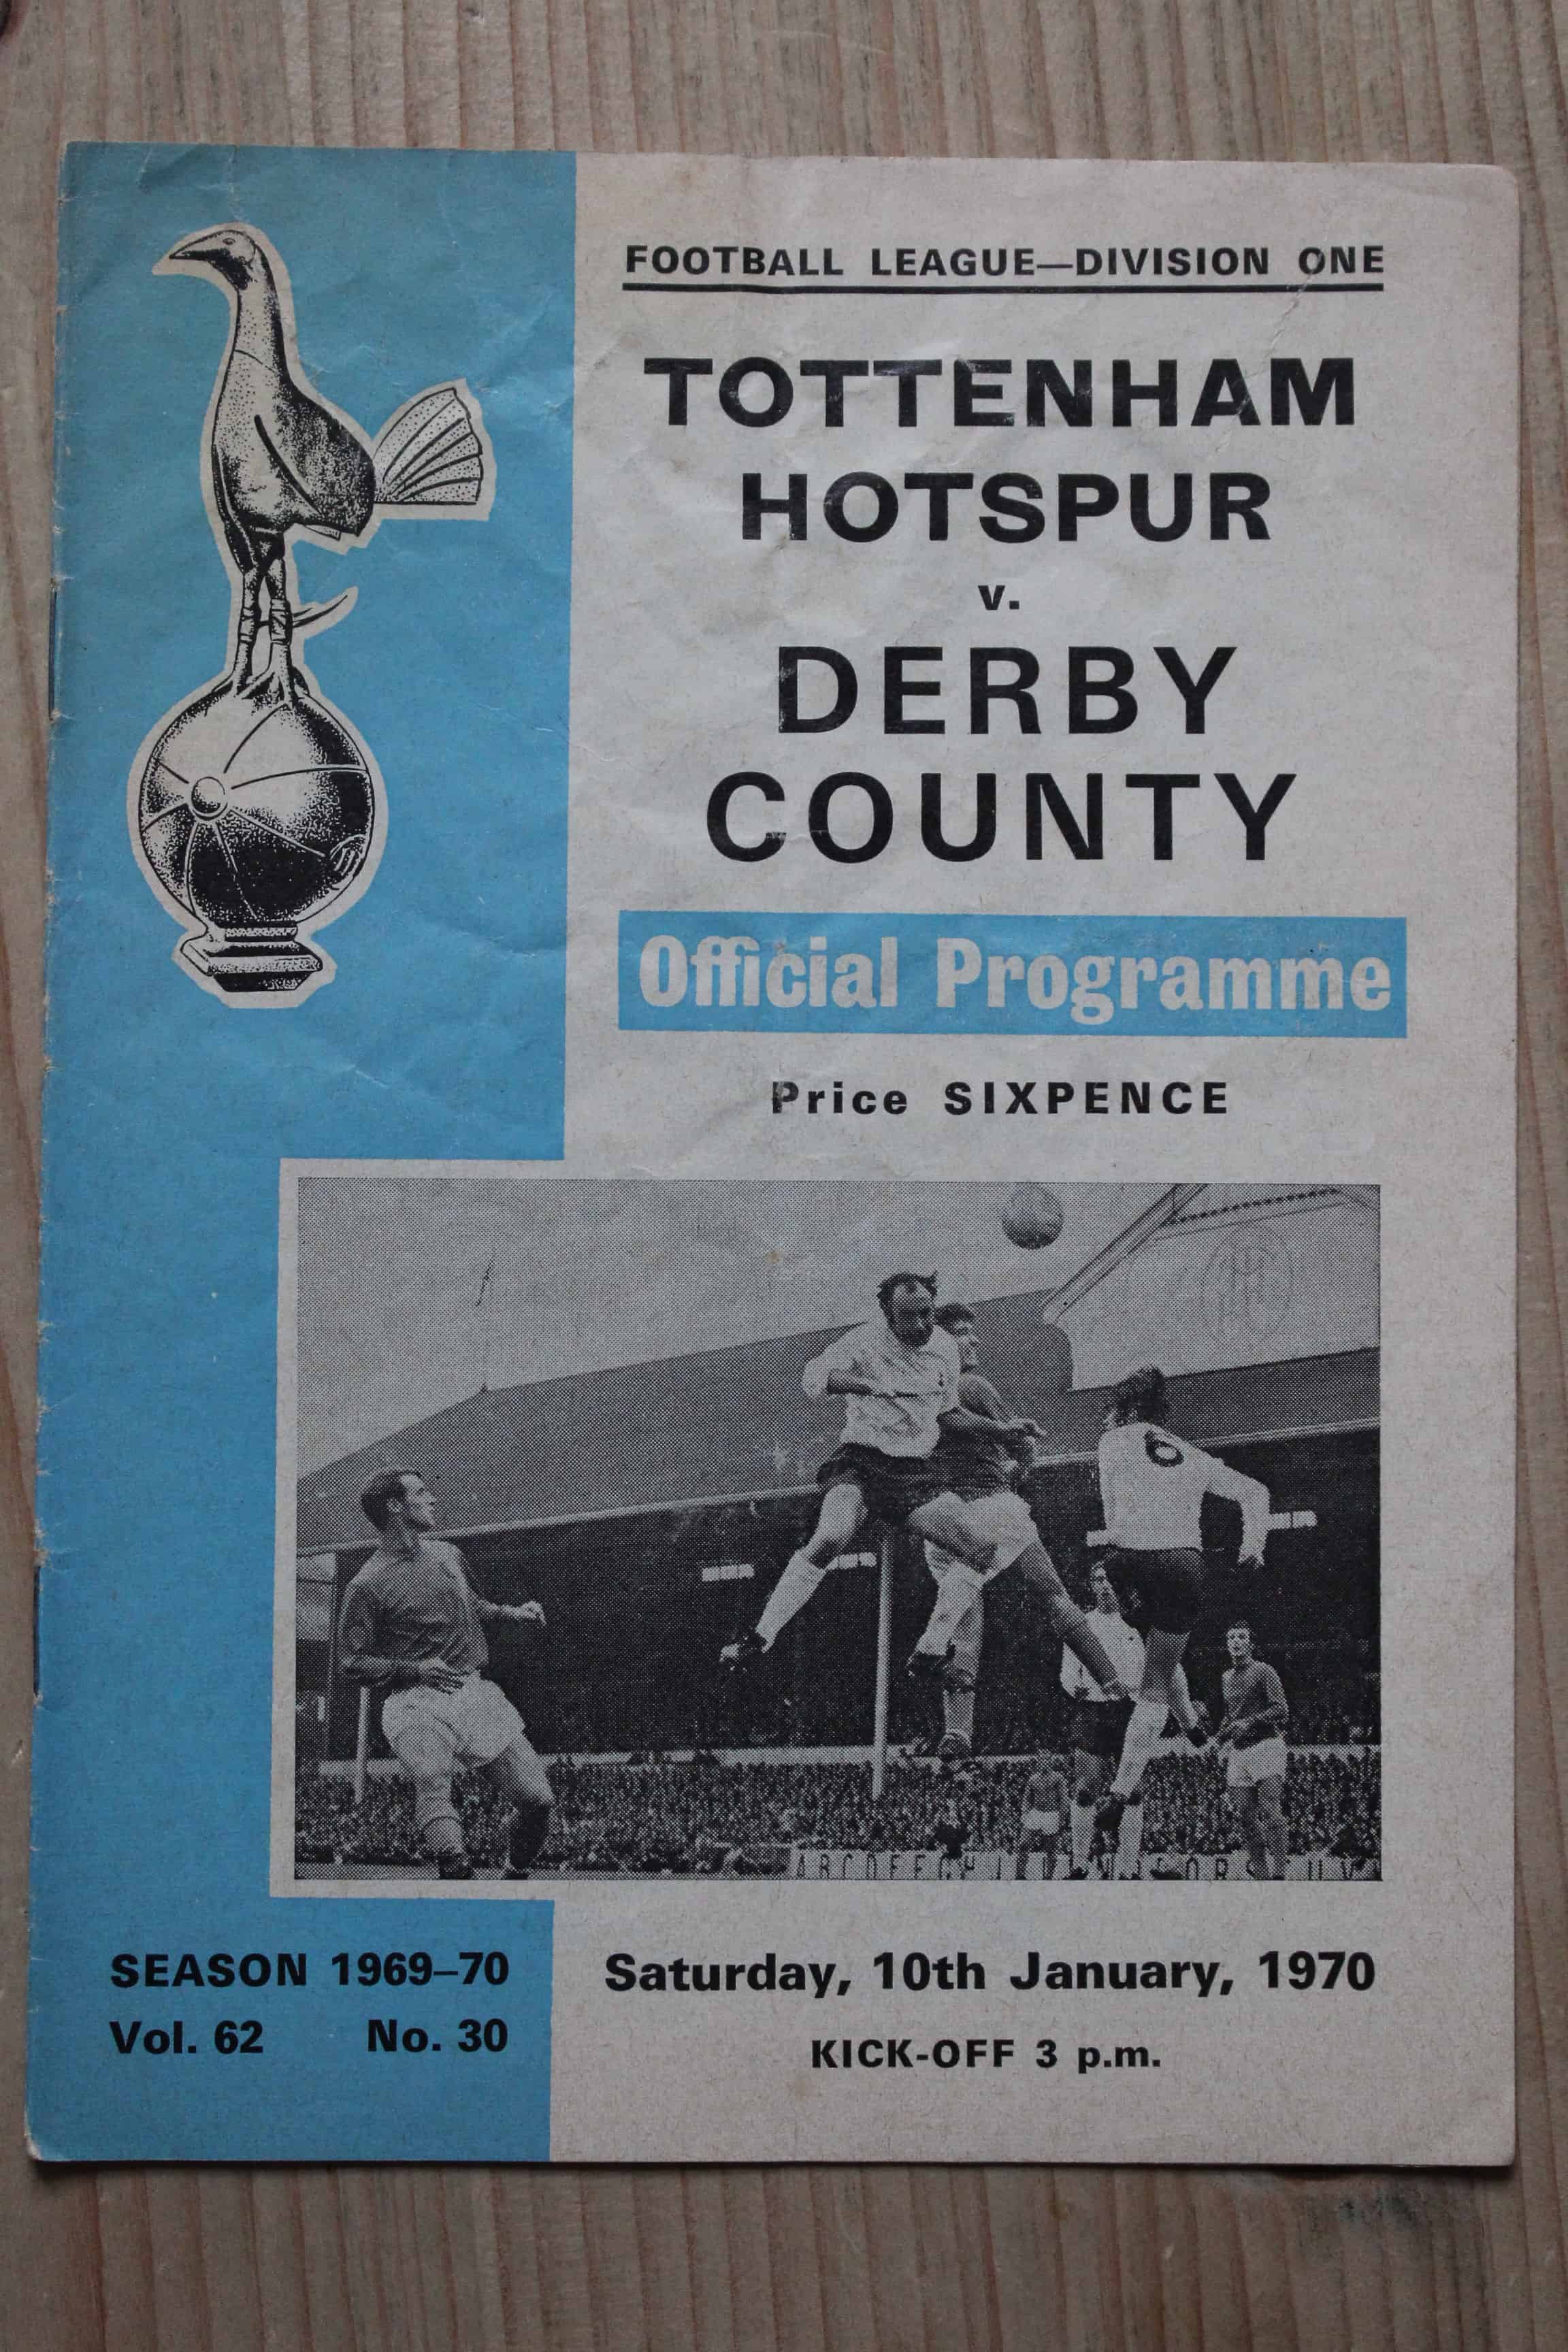 FOOTBALL LEAGUE—DIVISION ONE
TOTTENHAM
HOTSPUR
v.
DERBY
COUNTY
Official Programme
Price SIXPENCE
6
A B C D E F G H
SEASON 1969–70
Vol. 62 No. 30
Saturday, 10th January, 1970
KICK-OFF 3 p.m.